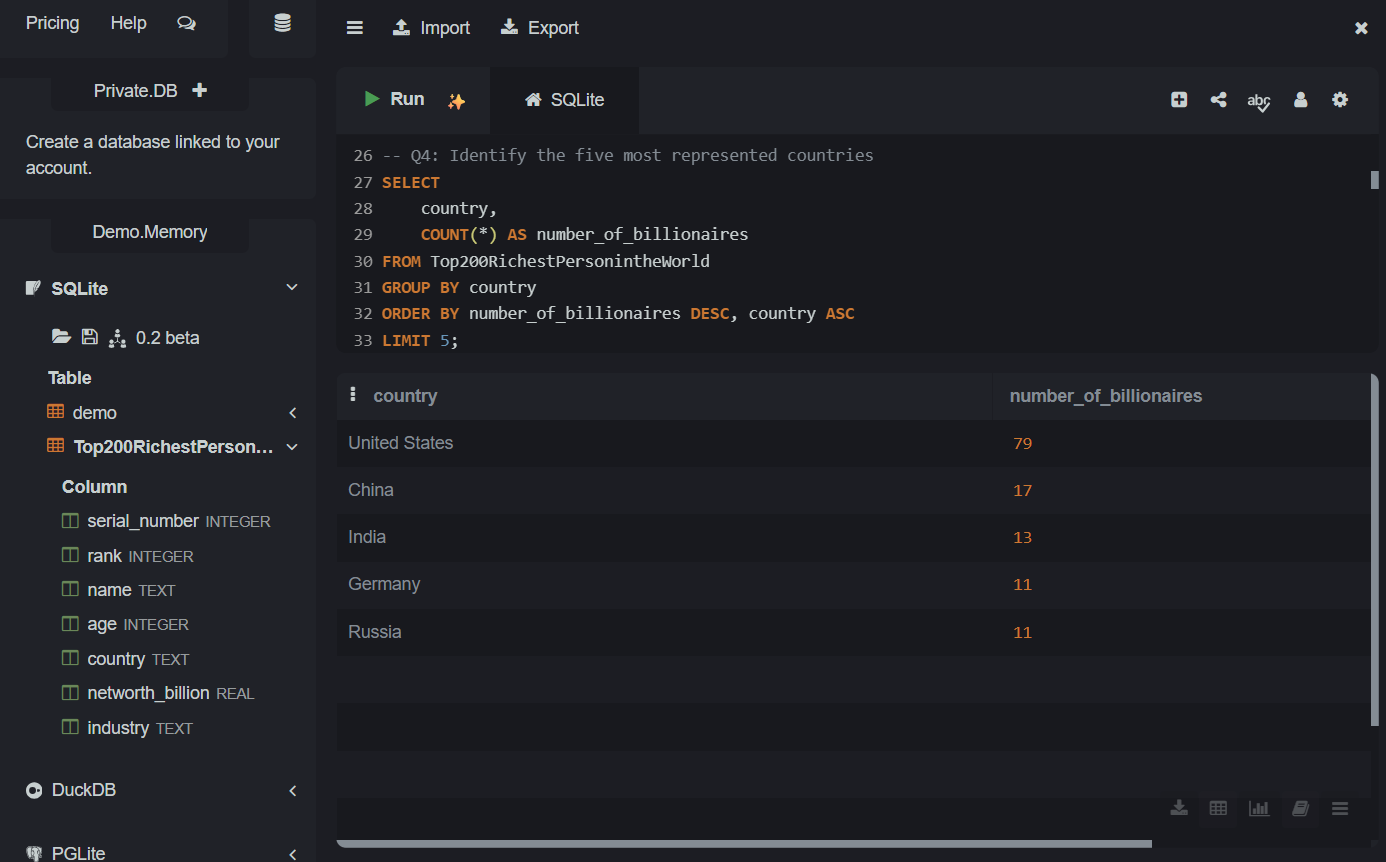 Pricing Help
Import Export
Private.DB
Create a database linked to your
account.
Demo.Memory
SQLite
0.2 beta
Table
demo
Top200RichestPerson...
Column
serial_number INTEGER
rank INTEGER
name TEXT
age INTEGER
country TEXT
networth_billion REAL
industry TEXT
DuckDB
PGLite
Run SQLite abc
26 -- Q4: Identify the five most represented countries
27 SELECT
28 country,
29 COUNT(*) AS number_of_billionaires
30 FROM Top200RichestPersonintheWorld
31 GROUP BY country
32 ORDER BY number_of_billionaires DESC, country ASC
33 LIMIT 5;
country number_of_billionaires
United States 79
China 17
India 13
Germany 11
Russia 11